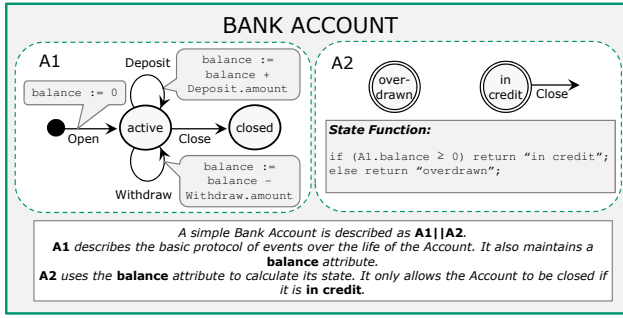 BANK ACCOUNT
A1
Deposit
balance :=
balance +
Deposit.amount
balance := 0
active
closed
Open
Close
balance :=
balance –
Withdraw.amount
Withdraw
A2
over-
drawn
in
credit
Close
State Function:
if (A1.balance ≥ 0) return “in credit”;
else return “overdrawn”;
A simple Bank Account is described as A1||A2.
A1 describes the basic protocol of events over the life of the Account. It also maintains a
balance attribute.
A2 uses the balance attribute to calculate its state. It only allows the Account to be closed if
it is in credit.